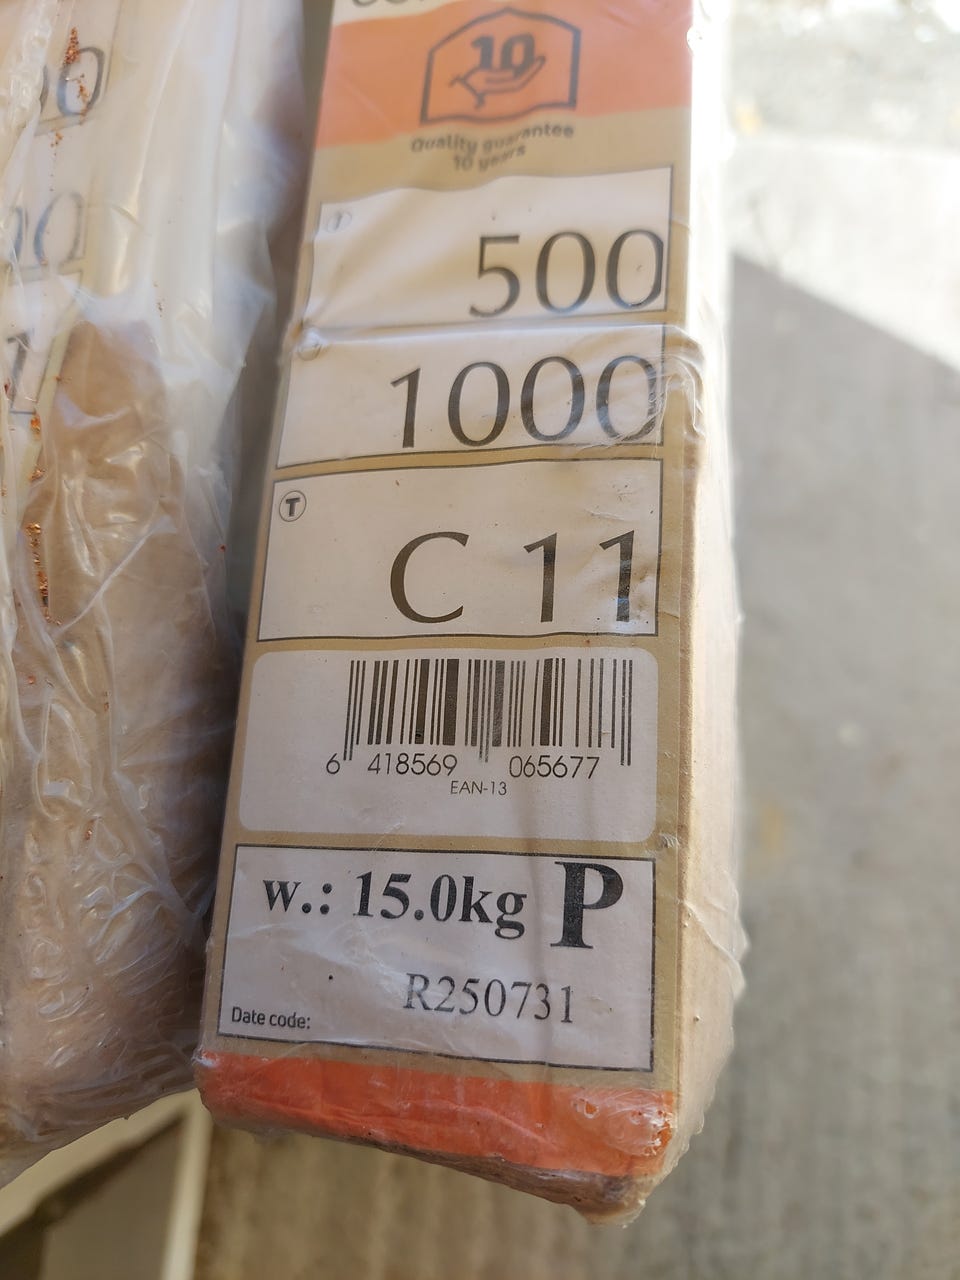 10
Quality guarantee
10 years
500
1000
T
C 11
6 418569 065677
EAN-13
w.: 15.0kg P
R250731
Date code: